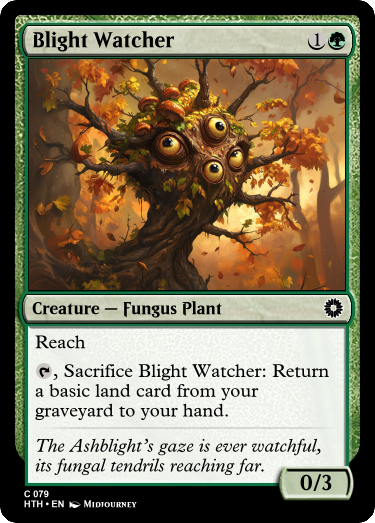 Blight Watcher 1
Creature — Fungus Plant
Reach
, Sacrifice Blight Watcher: Return
a basic land card from your
graveyard to your hand.
The Ashblight's gaze is ever watchful,
its fungal tendrils reaching far.
0/3
C 079
HTH • EN Midjourney